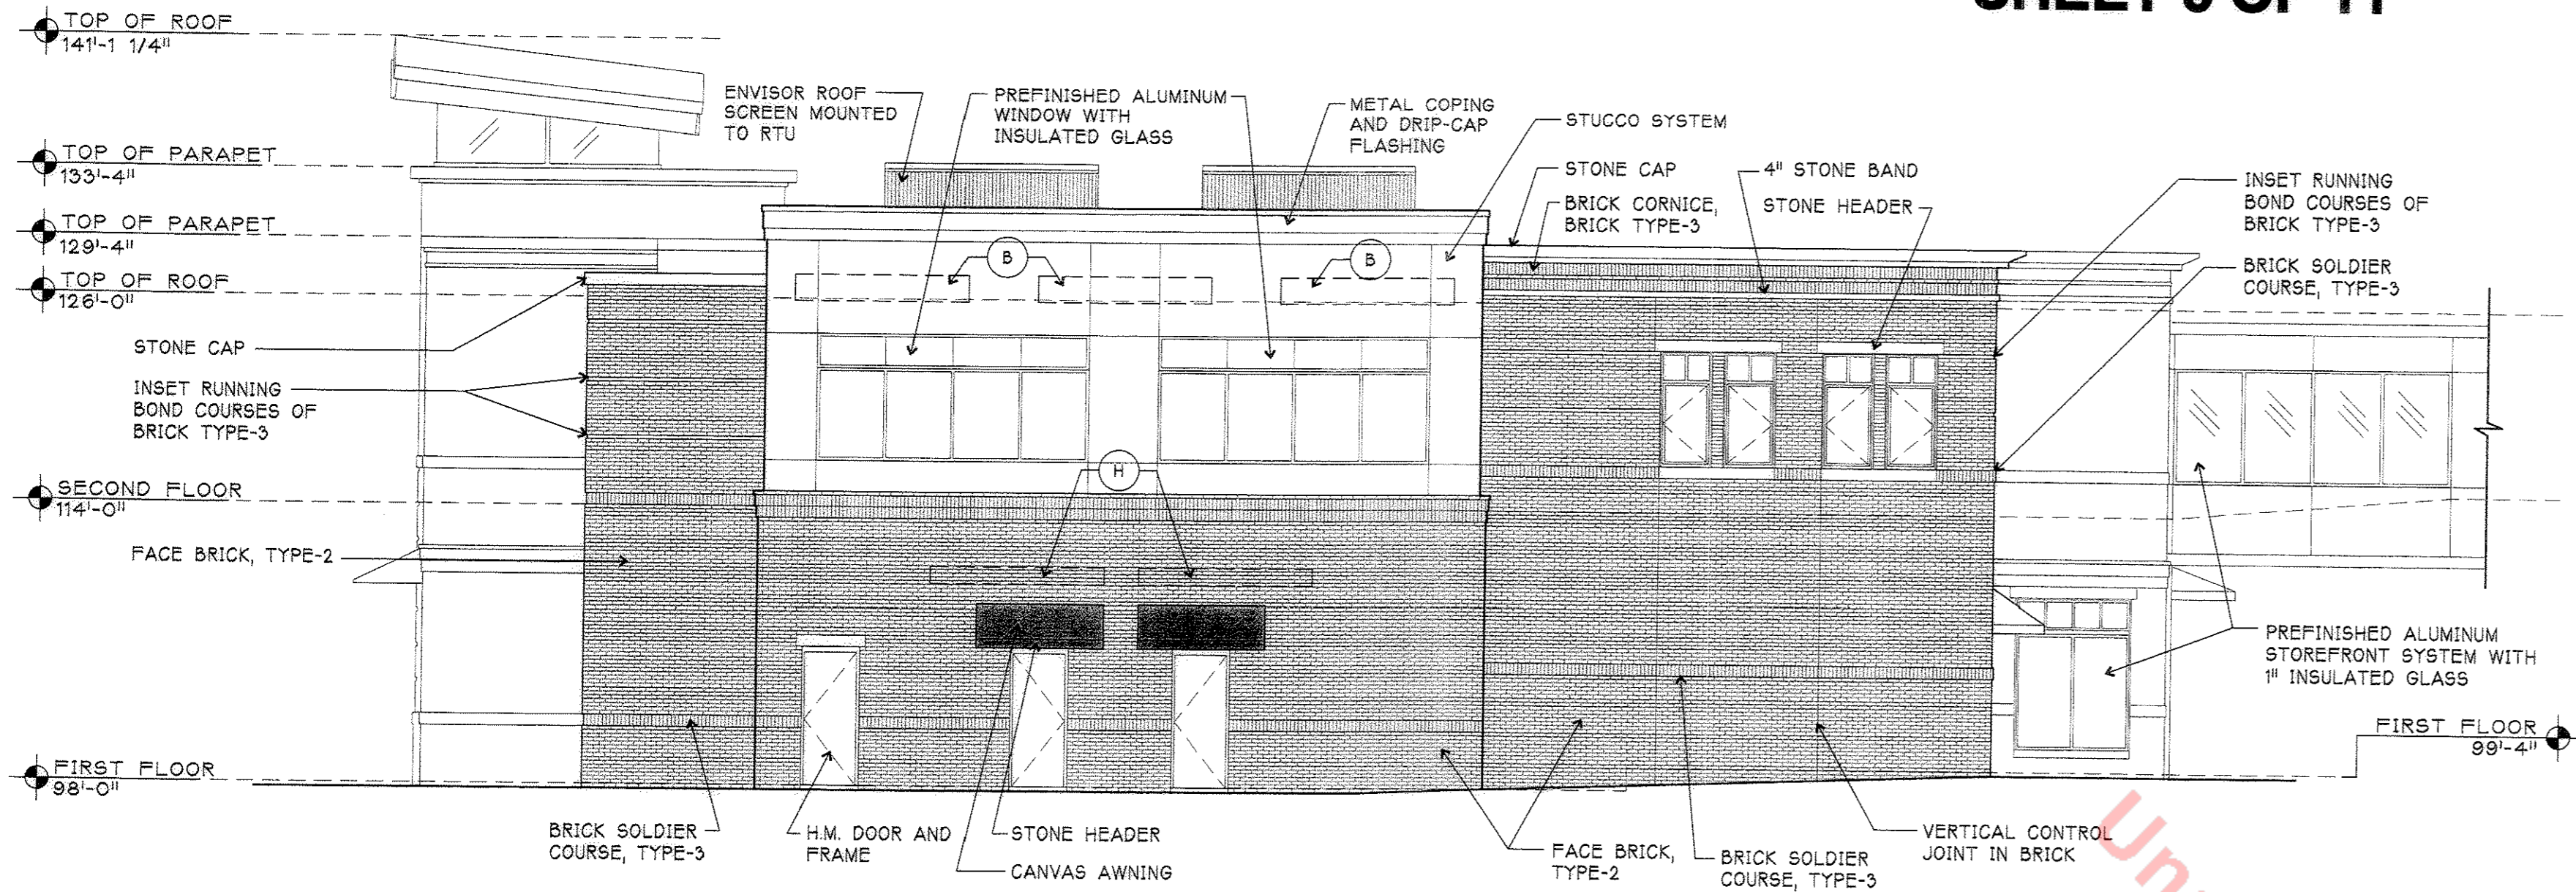 SHEET 9 OF 11
TOP OF ROOF
141'-1 1/4"
TOP OF PARAPET
133'-4"
TOP OF PARAPET
129'-4"
TOP OF ROOF
126'-0"
STONE CAP
INSET RUNNING
BOND COURSES OF
BRICK TYPE-3
SECOND FLOOR
114'-0"
FACE BRICK, TYPE-2
FIRST FLOOR
98'-0"
ENVISOR ROOF
SCREEN MOUNTED
TO RTU
PREFINISHED ALUMINUM
WINDOW WITH
INSULATED GLASS
METAL COPING
AND DRIP-CAP
FLASHING
STUCCO SYSTEM
STONE CAP
BRICK CORNICE,
BRICK TYPE-3
4" STONE BAND
STONE HEADER
INSET RUNNING
BOND COURSES OF
BRICK TYPE-3
BRICK SOLDIER
COURSE, TYPE-3
B
B
H
PREFINISHED ALUMINUM
STOREFRONT SYSTEM WITH
1" INSULATED GLASS
FIRST FLOOR
99'-4"
BRICK SOLDIER
COURSE, TYPE-3
H.M. DOOR AND
FRAME
STONE HEADER
CANVAS AWNING
FACE BRICK,
TYPE-2
BRICK SOLDIER
COURSE, TYPE-3
VERTICAL CONTROL
JOINT IN BRICK
Un